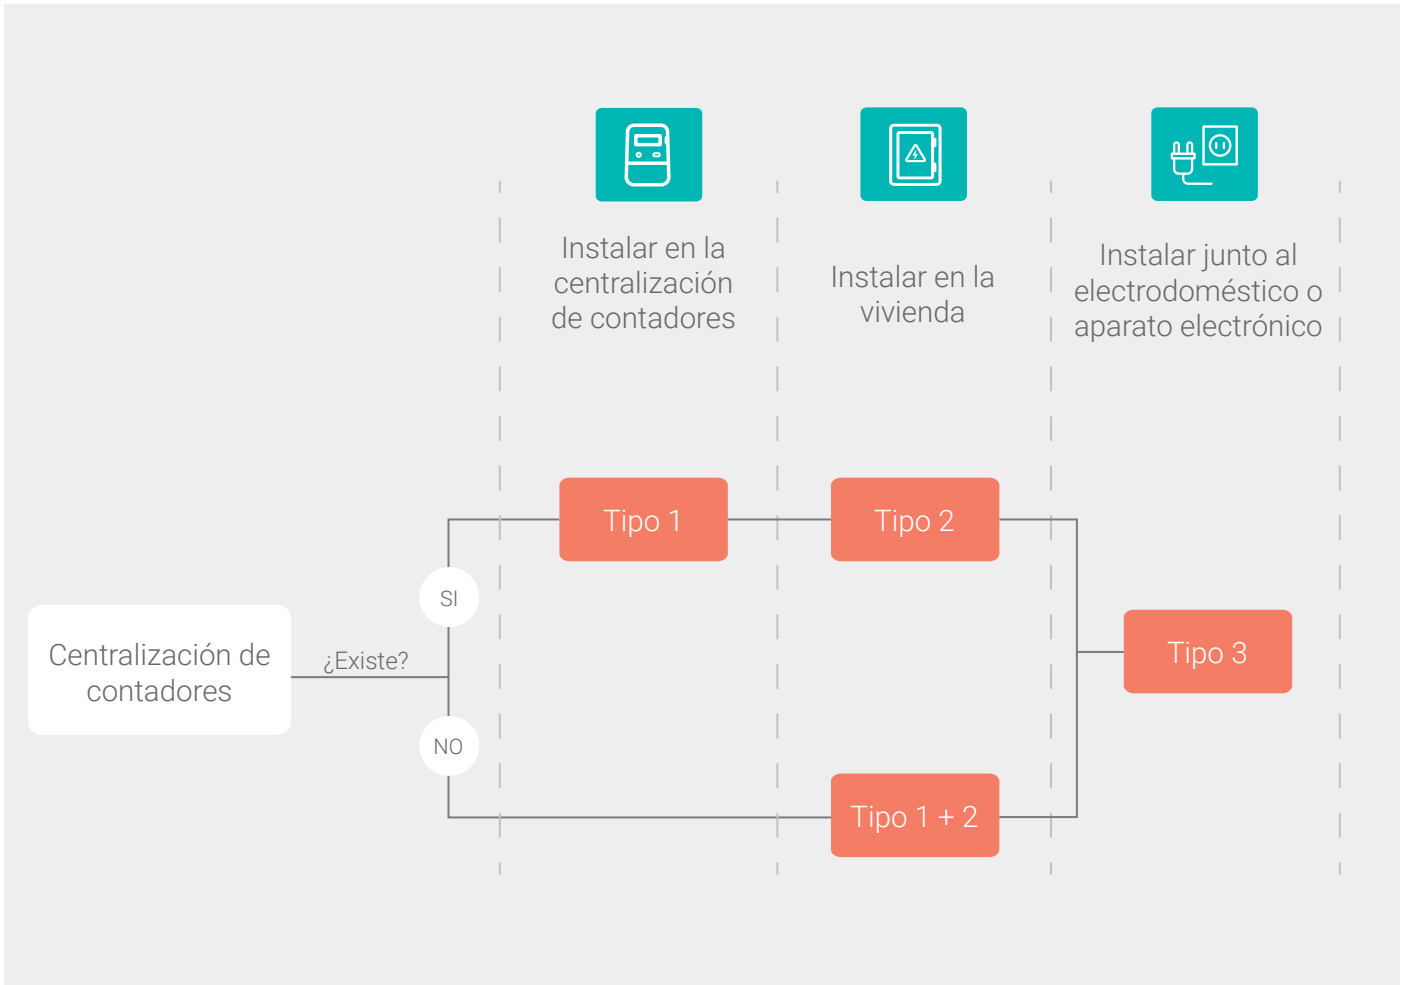 Instalar en la
centralización
de contadores
Instalar en la
vivienda
Instalar junto al
electrodoméstico o
aparato electrónico
Tipo 1
Tipo 2
SI
Centralización de
contadores
¿Existe?
Tipo 3
NO
Tipo 1 + 2